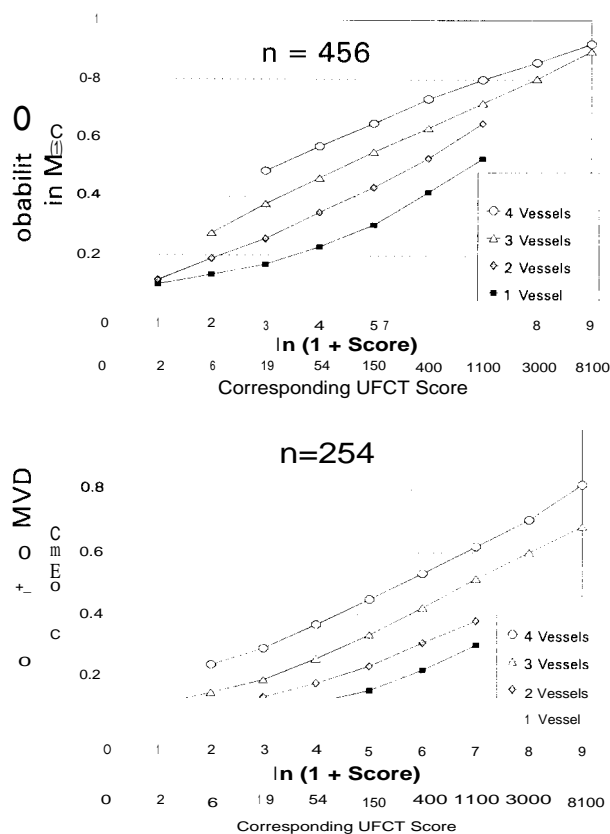 1
n = 456
0-8
0.6
0.4
0.2
obabilit O
in M
4 Vessels
3 Vessels
2 Vessels
1 Vessel
0 1 2 3 4 5 7 8 9
ln (1 + Score)
0 2 6 19 54 150 400 1100 3000 8100
Corresponding UFCT Score
n=254
0.8
0.6
0.4
0.2
MVD
O
+_
o
C
m
E
o
C
4 Vessels
3 Vessels
2 Vessels
1 Vessel
0 1 2 3 4 5 6 7 8 9
ln (1 + Score)
0 2 6 19 54 150 400 1100 3000 8100
Corresponding UFCT Score